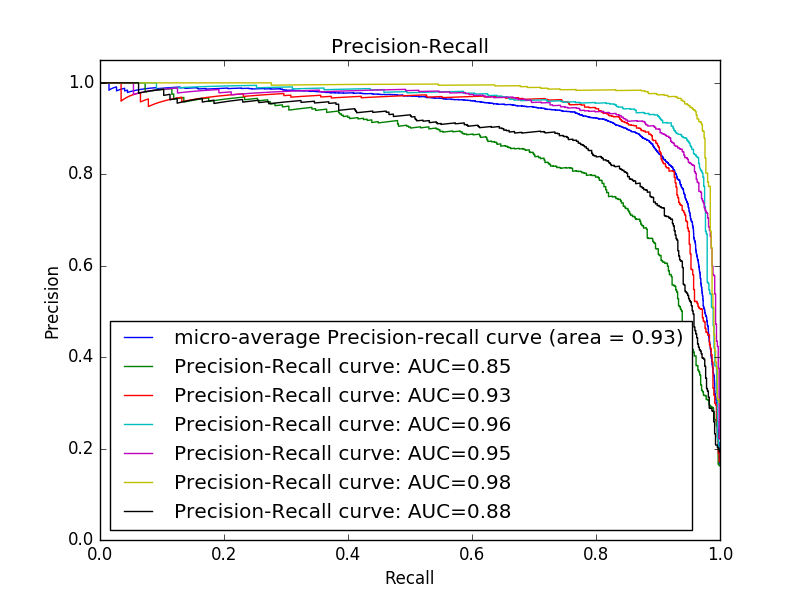 Precision-Recall
1.0
0.8
0.6
0.4
0.2
0.0
Precision
micro-average Precision-recall curve (area = 0.93)
Precision-Recall curve: AUC=0.85
Precision-Recall curve: AUC=0.93
Precision-Recall curve: AUC=0.96
Precision-Recall curve: AUC=0.95
Precision-Recall curve: AUC=0.98
Precision-Recall curve: AUC=0.88
0.0 0.2 0.4 0.6 0.8 1.0
Recall